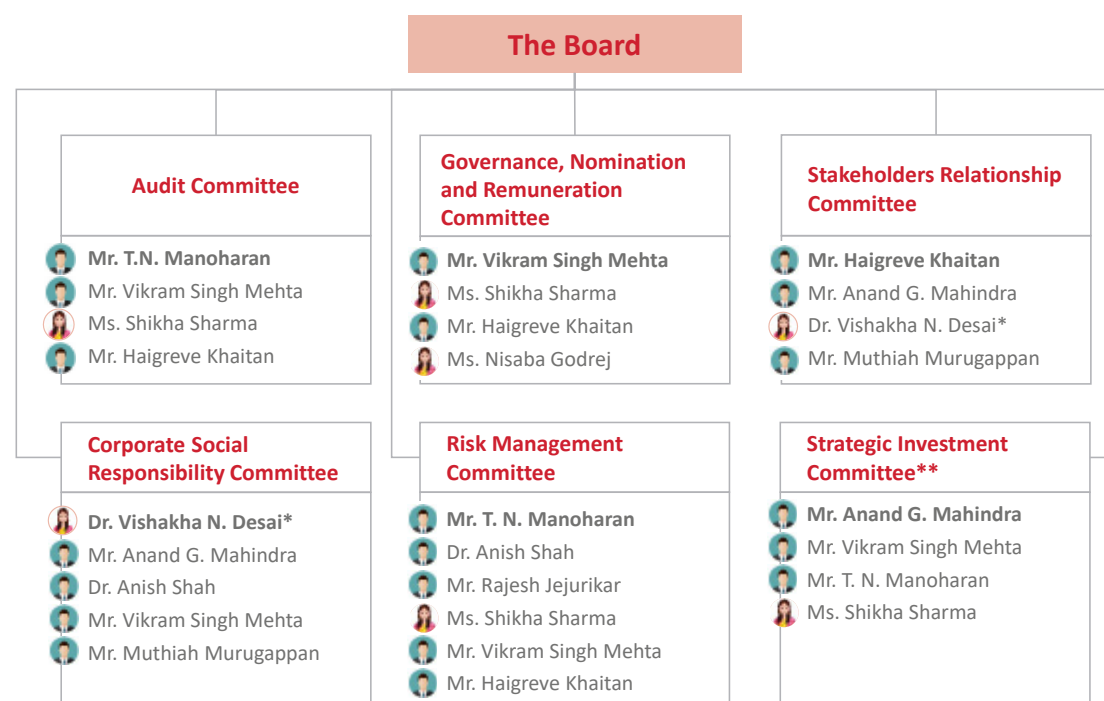 The Board
Audit Committee
Mr. T.N. Manoharan
Mr. Vikram Singh Mehta
Ms. Shikha Sharma
Mr. Haigreve Khaitan
Governance, Nomination
and Remuneration
Committee
Mr. Vikram Singh Mehta
Ms. Shikha Sharma
Mr. Haigreve Khaitan
Ms. Nisaba Godrej
Stakeholders Relationship
Committee
Mr. Haigreve Khaitan
Mr. Anand G. Mahindra
Dr. Vishakha N. Desai*
Mr. Muthiah Murugappan
Corporate Social
Responsibility Committee
Dr. Vishakha N. Desai*
Mr. Anand G. Mahindra
Dr. Anish Shah
Mr. Vikram Singh Mehta
Mr. Muthiah Murugappan
Risk Management
Committee
Mr. T. N. Manoharan
Dr. Anish Shah
Mr. Rajesh Jejurikar
Ms. Shikha Sharma
Mr. Vikram Singh Mehta
Mr. Haigreve Khaitan
Strategic Investment
Committee**
Mr. Anand G. Mahindra
Mr. Vikram Singh Mehta
Mr. T. N. Manoharan
Ms. Shikha Sharma